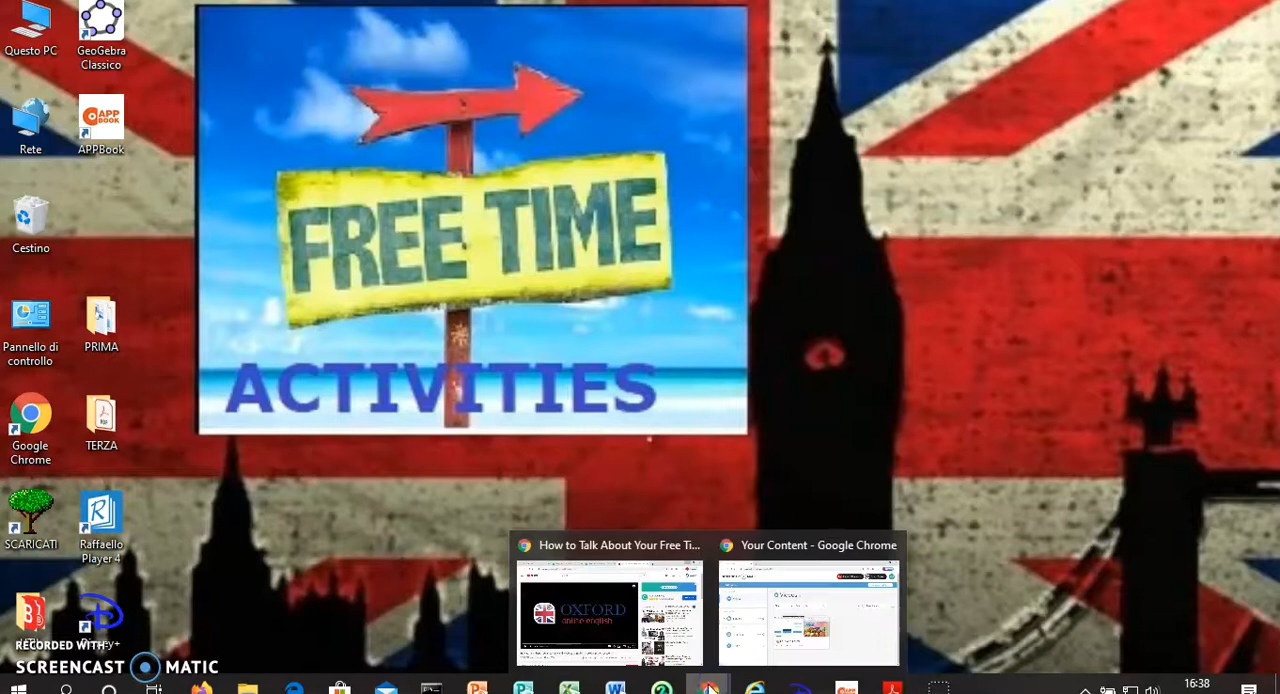 Questo PC
GeoGebra
Classico
Rete
APP
BOOK
APPBook
Cestino
Pannello di
controllo
PRIMA
Google
Chrome
TERZA
SCARICATI
Raffaello
Player 4
FREE TIME
ACTIVITIES
How to Talk About Your Free Ti...
Your Content - Google Chrome
OXFORD
online english
RECORDED WITH
SCREENCAST MATIC
16:38